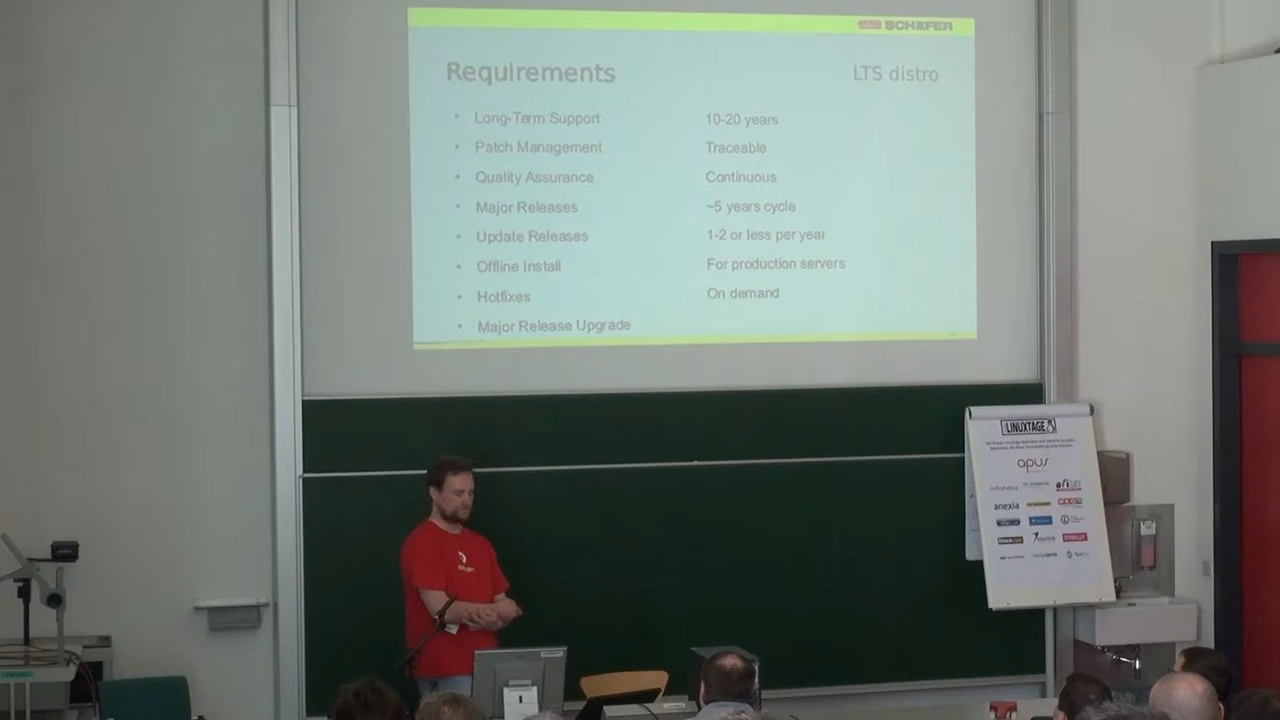 SCHÄFER
Requirements LTS distro
• Long-Term Support 10-20 years
• Patch Management Traceable
• Quality Assurance Continuous
• Major Releases ~5 years cycle
• Update Releases 1-2 or less per year
• Offline Install For production servers
• Hotfixes On demand
• Major Release Upgrade
LINUXTAGE
apus
infonova
anexia